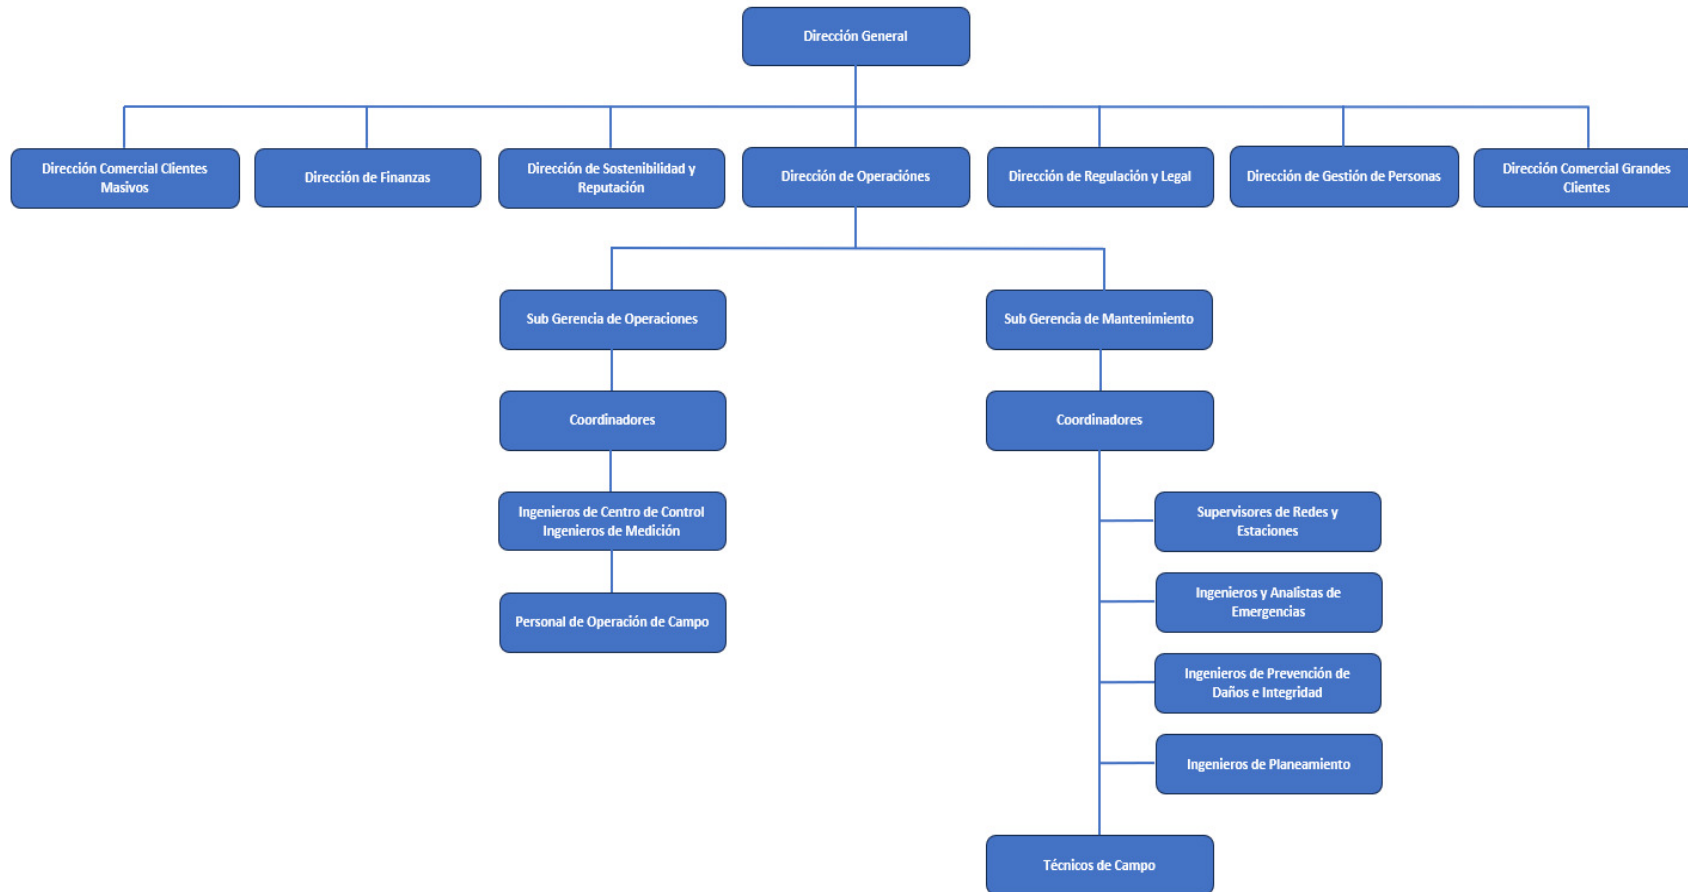 Dirección General
Dirección Comercial Clientes
Masivos
Dirección de Finanzas
Dirección de Sostenibilidad y
Reputación
Dirección de Operaciónes
Dirección de Regulación y Legal
Dirección de Gestión de Personas
Dirección Comercial Grandes
Clientes
Sub Gerencia de Operaciones
Sub Gerencia de Mantenimiento
Coordinadores
Coordinadores
Ingenieros de Centro de Control
Ingenieros de Medición
Supervisores de Redes y
Estaciones
Ingenieros y Analistas de
Emergencias
Personal de Operación de Campo
Ingenieros de Prevención de
Daños e Integridad
Ingenieros de Planeamiento
Técnicos de Campo